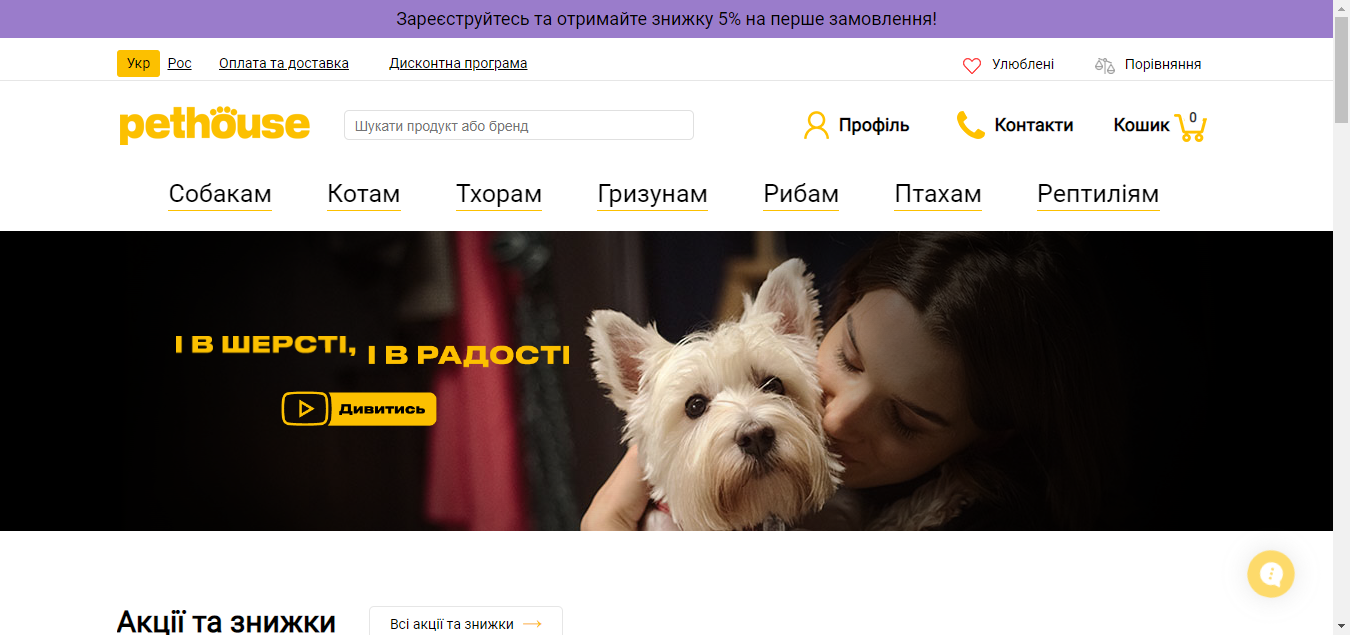 Зареєструйтесь та отримайте знижку 5% на перше замовлення!
Укр Рос Оплата та доставка Дисконтна програма Улюблені Порівняння
pethouse Шукати продукт або бренд Профіль Контакти Кошик 0
Собакам Котам Тхорам Гризунам Рибам Птахам Рептиліям
І В ШЕРСТІ, І В РАДОСТІ
Дивитись
Акції та знижки Всі акції та знижки →